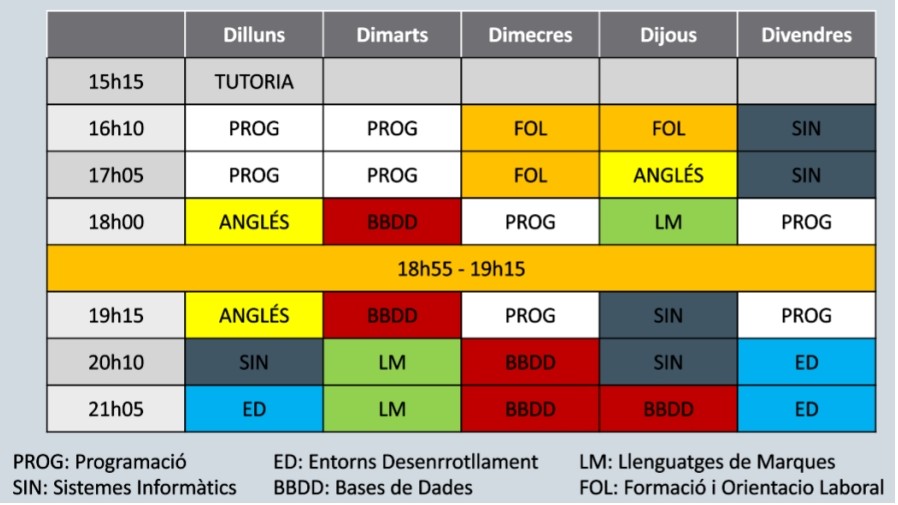 Dilluns Dimarts Dimecres Dijous Divendres
15h15 TUTORIA
16h10 PROG PROG FOL FOL SIN
17h05 PROG PROG FOL ANGLÉS SIN
18h00 ANGLÉS BBDD PROG LM PROG
18h55 - 19h15
19h15 ANGLÉS BBDD PROG SIN PROG
20h10 SIN LM BBDD SIN ED
21h05 ED LM BBDD BBDD ED
PROG: Programació ED: Entorns Desenrrotllament LM: Llenguatges de Marques
SIN: Sistemes Informàtics BBDD: Bases de Dades FOL: Formació i Orientacio Laboral